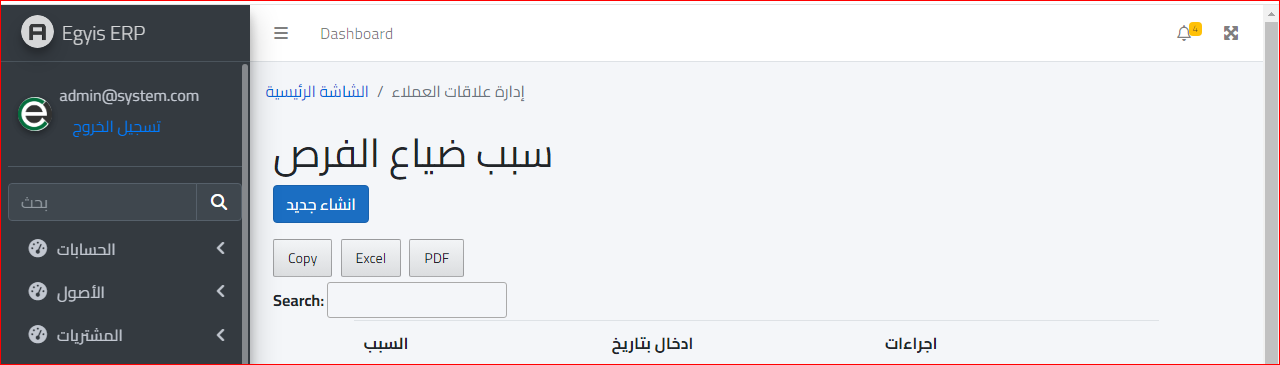 Egyis ERP
Dashboard
4
admin@system.com
تسجيل الخروج
بحث
الحسابات
الأصول
المشتريات
الشاشة الرئيسية / إدارة علاقات العملاء
سبب ضياع الفرص
انشاء جديد
Copy Excel PDF
Search:
السبب ادخال بتاريخ اجراءات